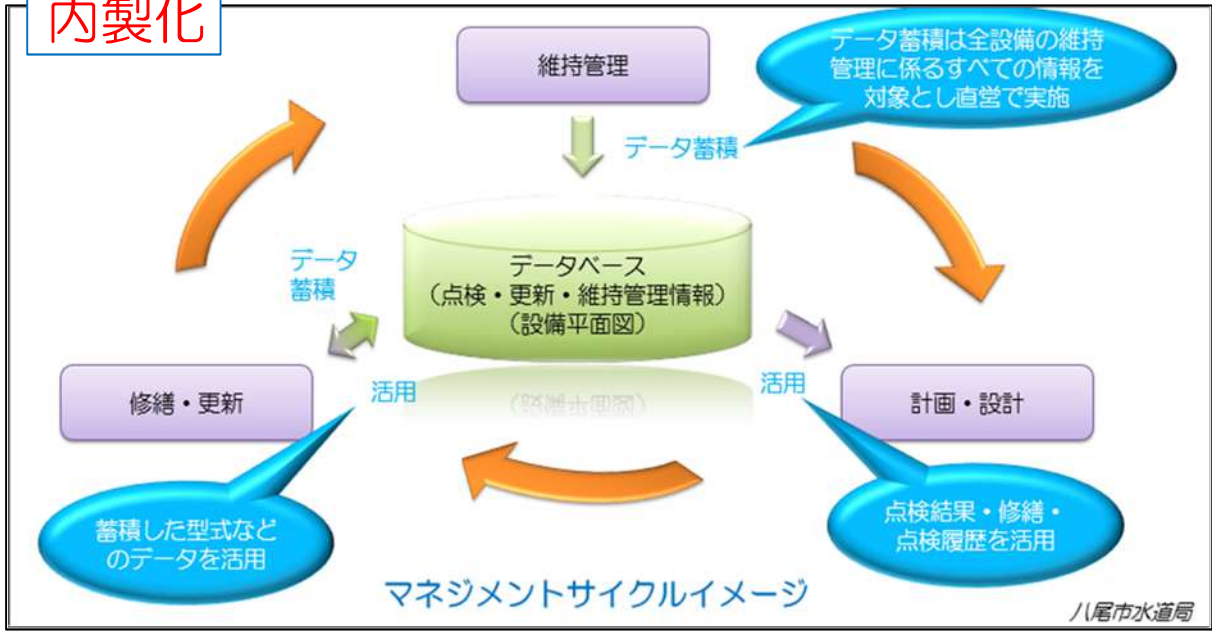 内製化
維持管理
データ蓄積は全設備の維持
管理に係るすべての情報を
対象とし直営で実施
データ蓄積
データ
蓄積
データベース
（点検・更新・維持管理情報）
（設備平面図）
修繕・更新
活用
活用
計画・設計
蓄積した型式など
のデータを活用
点検結果・修繕・
点検履歴を活用
マネジメントサイクルイメージ
八尾市水道局